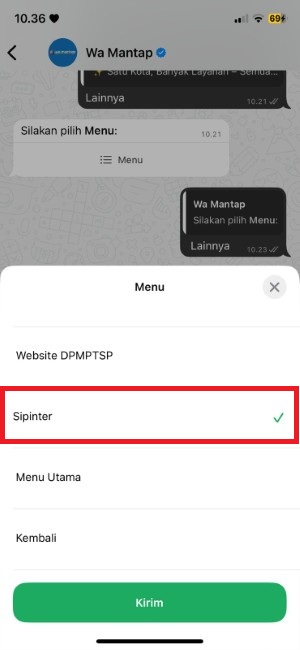 10.36
69
Wa Mantap
✨ Satu Kota, Banyak Layanan – Semua...
Lainnya
10.21
Silakan pilih Menu:
10.21
Menu
Wa Mantap
Silakan pilih Menu:
Lainnya
10.23
Menu
Website DPMPTSP
Sipinter
Menu Utama
Kembali
Kirim